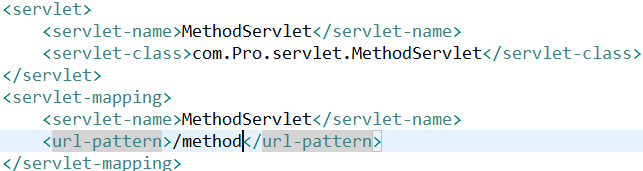 <servlet>
<servlet-name>MethodServlet</servlet-name>
<servlet-class>com.Pro.servlet.MethodServlet</servlet-class>
</servlet>
<servlet-mapping>
<servlet-name>MethodServlet</servlet-name>
<url-pattern>/method</url-pattern>
</servlet-mapping>